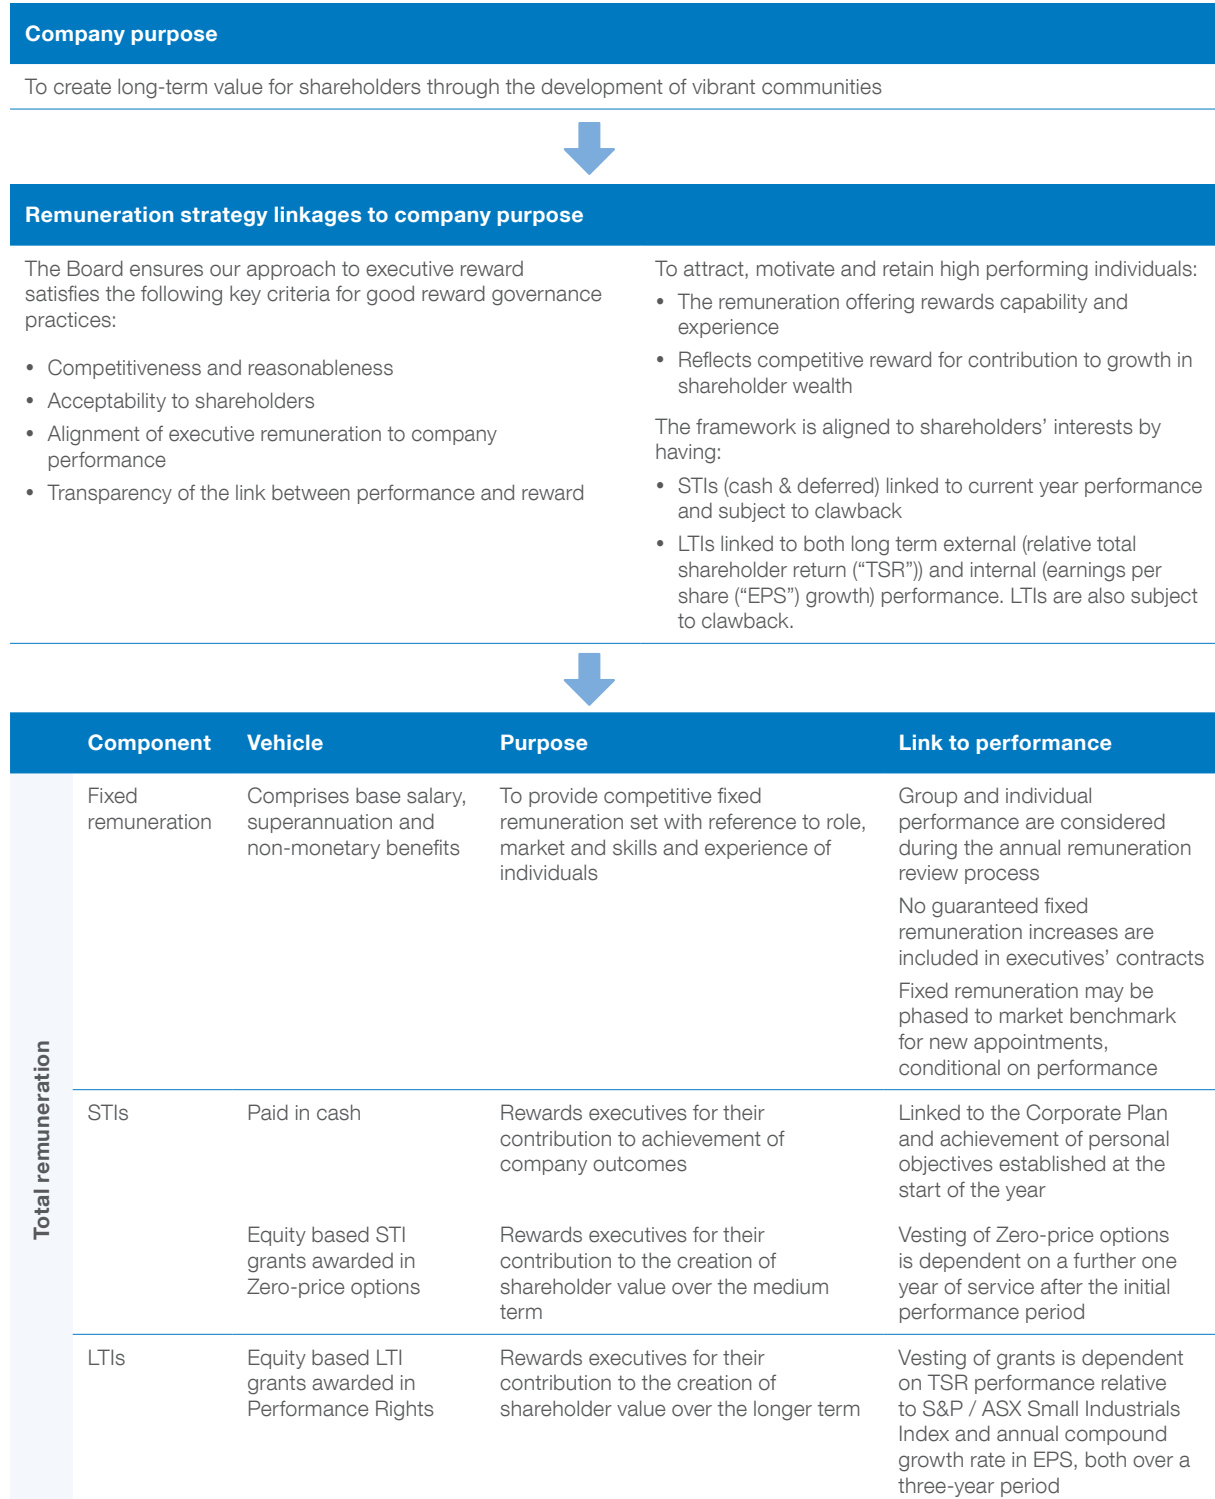 Company purpose
To create long-term value for shareholders through the development of vibrant communities
Remuneration strategy linkages to company purpose
The Board ensures our approach to executive reward
satisfies the following key criteria for good reward governance
practices:
• Competitiveness and reasonableness
• Acceptability to shareholders
• Alignment of executive remuneration to company
performance
• Transparency of the link between performance and reward
To attract, motivate and retain high performing individuals:
• The remuneration offering rewards capability and
experience
• Reflects competitive reward for contribution to growth in
shareholder wealth
The framework is aligned to shareholders’ interests by
having:
• STIs (cash & deferred) linked to current year performance
and subject to clawback
• LTIs linked to both long term external (relative total
shareholder return (“TSR”)) and internal (earnings per
share (“EPS”) growth) performance. LTIs are also subject
to clawback.
Component
Vehicle
Purpose
Link to performance
Total remuneration
Fixed
remuneration
Comprises base salary,
superannuation and
non-monetary benefits
To provide competitive fixed
remuneration set with reference to role,
market and skills and experience of
individuals
Group and individual
performance are considered
during the annual remuneration
review process
No guaranteed fixed
remuneration increases are
included in executives’ contracts
Fixed remuneration may be
phased to market benchmark
for new appointments,
conditional on performance
STIs
Paid in cash
Rewards executives for their
contribution to achievement of
company outcomes
Linked to the Corporate Plan
and achievement of personal
objectives established at the
start of the year
Equity based STI
grants awarded in
Zero-price options
Rewards executives for their
contribution to the creation of
shareholder value over the medium
term
Vesting of Zero-price options
is dependent on a further one
year of service after the initial
performance period
LTIs
Equity based LTI
grants awarded in
Performance Rights
Rewards executives for their
contribution to the creation of
shareholder value over the longer term
Vesting of grants is dependent
on TSR performance relative
to S&P / ASX Small Industrials
Index and annual compound
growth rate in EPS, both over a
three-year period